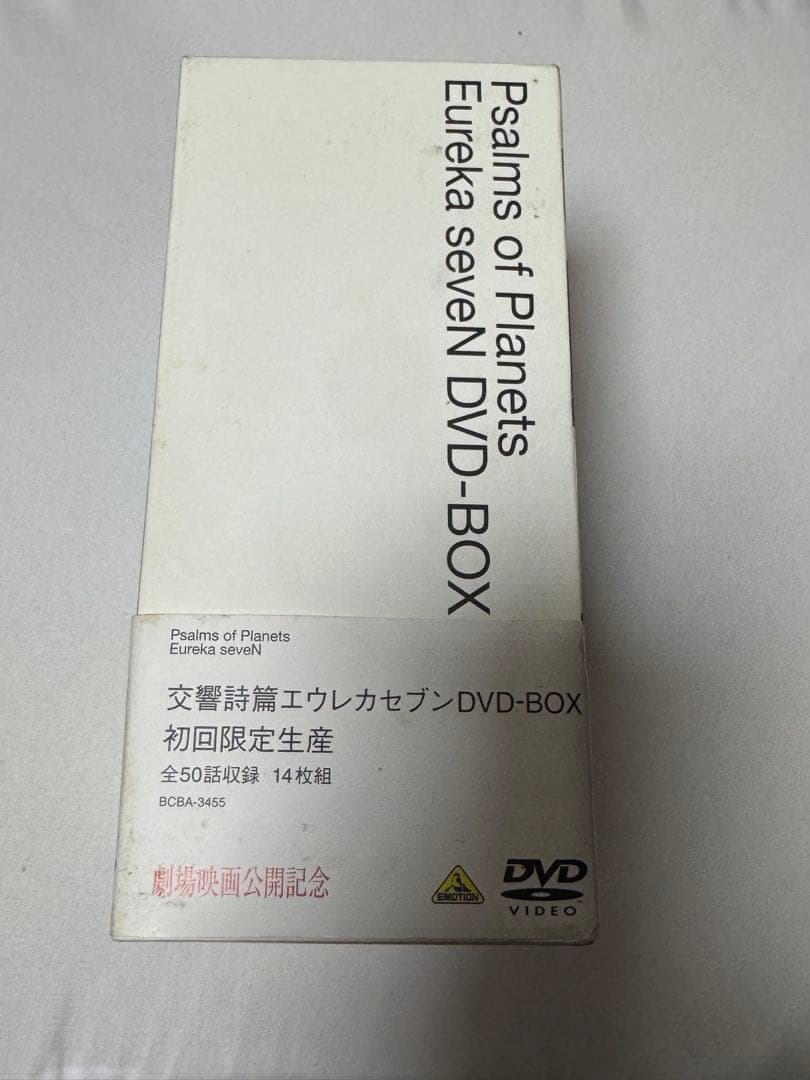 Psalms of Planets
Eureka seveN DVD-BOX
Psalms of Planets
Eureka seveN
交響詩篇エウレカセブンDVD-BOX
初回限定生産
全50話収録 14枚組
BCBA-3455
劇場映画公開記念
EMOTION
DVD
VIDEO
TM